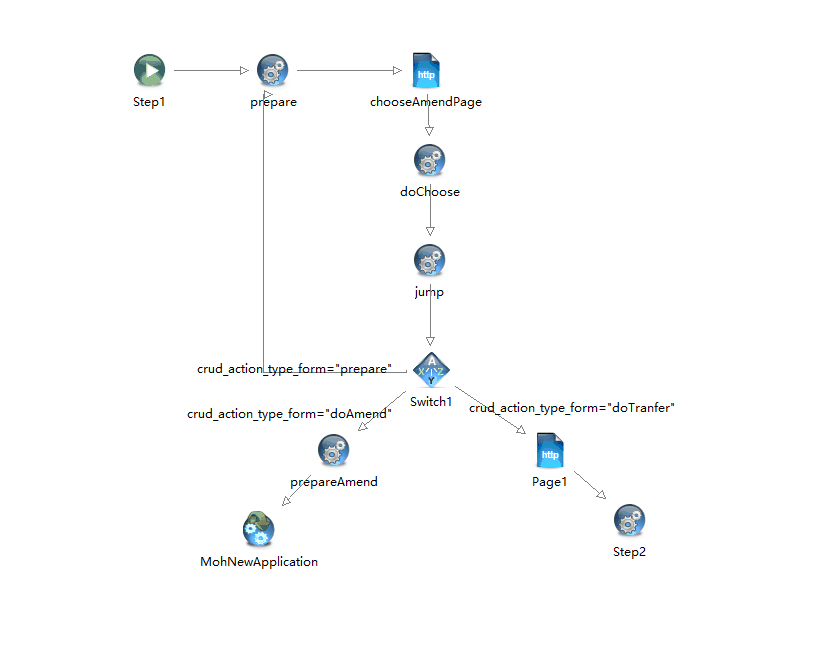 Step1
prepare
http
chooseAmendPage
doChoose
jump
crud_action_type_form="prepare"
A
X Z
Y
Switch1
crud_action_type_form="doAmend"
crud_action_type_form="doTranfer"
prepareAmend
http
Page1
MohNewApplication
Step2